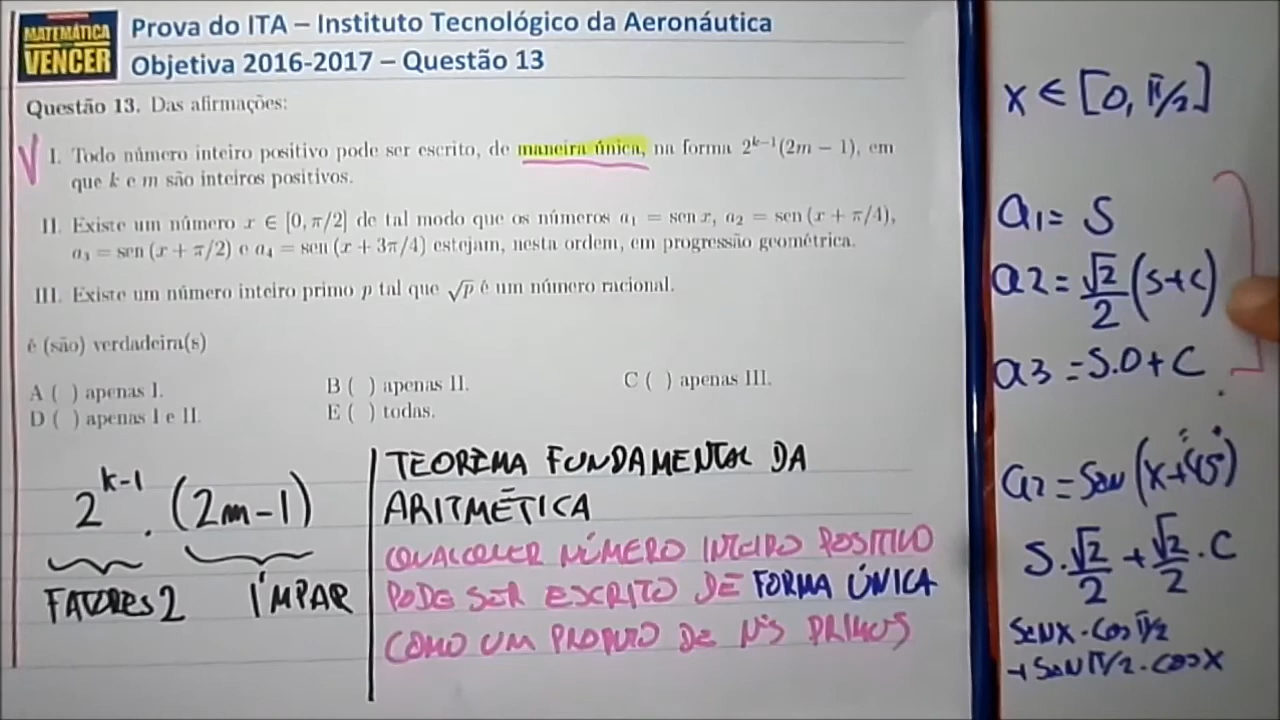 MATEMÁTICA
VENCER
Prova do ITA – Instituto Tecnológico da Aeronáutica
Objetiva 2016-2017 – Questão 13
Questão 13. Das afirmações:
V I. Todo número inteiro positivo pode ser escrito, de maneira única, na forma 2^{k−1}(2m − 1), em
que k e m são inteiros positivos.
II. Existe um número x ∈ [0, π/2] de tal modo que os números a₁ = sen x, a₂ = sen (x + π/4),
a₃ = sen (x + π/2) e a₄ = sen (x + 3π/4) estejam, nesta ordem, em progressão geométrica.
III. Existe um número inteiro primo p tal que √p é um número racional.
é (são) verdadeira(s)
A ( ) apenas I. B ( ) apenas II. C ( ) apenas III.
D ( ) apenas I e II. E ( ) todas.
2^{k-1} . (2m-1)
FATORES 2 ÍMPAR
TEOREMA FUNDAMENTAL DA
ARITMÉTICA
QUALQUER NÚMERO INTEIRO POSITIVO
PODE SER ESCRITO DE FORMA ÚNICA
COMO UM PRODUTO DE Nºs PRIMOS
x ∈ [0, π/2]
a1 = S
a2 = √2/2 (S+C)
a3 = S.0 + C
a2 = Sen (x+45°)
S . √2/2 + √2/2 . C
SENX . COS π/2
+ SEN π/2 . COSX